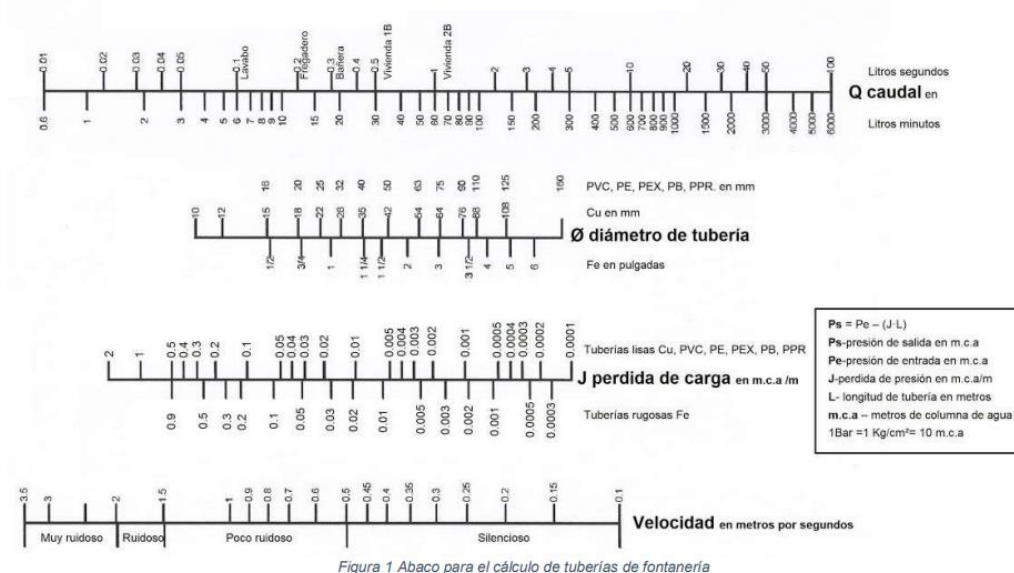 0.01 0.02 0.03 0.04 0.05 0.1 Lavabo 0.2 Fregadero 0.3 Bañera 0.4 0.5 Vivienda 1B 1 Vivienda 2B 2 3 4 5 10 20 30 40 50 100 Litros segundos
Q caudal en
0.6 1 2 3 4 5 6 7 8 9 10 15 20 30 40 50 60 70 80 90 100 150 200 300 400 500 600 700 800 900 1000 1500 2000 3000 4000 5000 6000 Litros minutos
16 20 25 32 40 50 63 75 90 110 125 160 PVC, PE, PEX, PB, PPR. en mm
10 12 15 18 22 28 35 42 54 64 76 88 108 Cu en mm
Ø diámetro de tubería
1/2 3/4 1 1 1/4 1 1/2 2 3 3 1/2 4 5 6 Fe en pulgadas
2 1 0.5 0.4 0.3 0.2 0.1 0.05 0.04 0.03 0.02 0.01 0.005 0.004 0.003 0.002 0.001 0.0005 0.0004 0.0003 0.0002 0.0001 Tuberías lisas Cu, PVC, PE, PEX, PB, PPR
J perdida de carga en m.c.a /m
0.9 0.5 0.3 0.2 0.1 0.05 0.03 0.02 0.01 0.005 0.003 0.002 0.001 0.0005 0.0003 Tuberías rugosas Fe
Ps = Pe – (J·L)
Ps-presión de salida en m.c.a
Pe-presión de entrada en m.c.a
J-perdida de presión en m.c.a/m
L- longitud de tubería en metros
m.c.a – metros de columna de agua
1Bar =1 Kg/cm²= 10 m.c.a
3.5 3 2 1.5 1 0.9 0.8 0.7 0.6 0.5 0.45 0.4 0.35 0.3 0.25 0.2 0.15 0.1
Velocidad en metros por segundos
Muy ruidoso Ruidoso Poco ruidoso Silencioso
Figura 1 Abaco para el cálculo de tuberías de fontanería